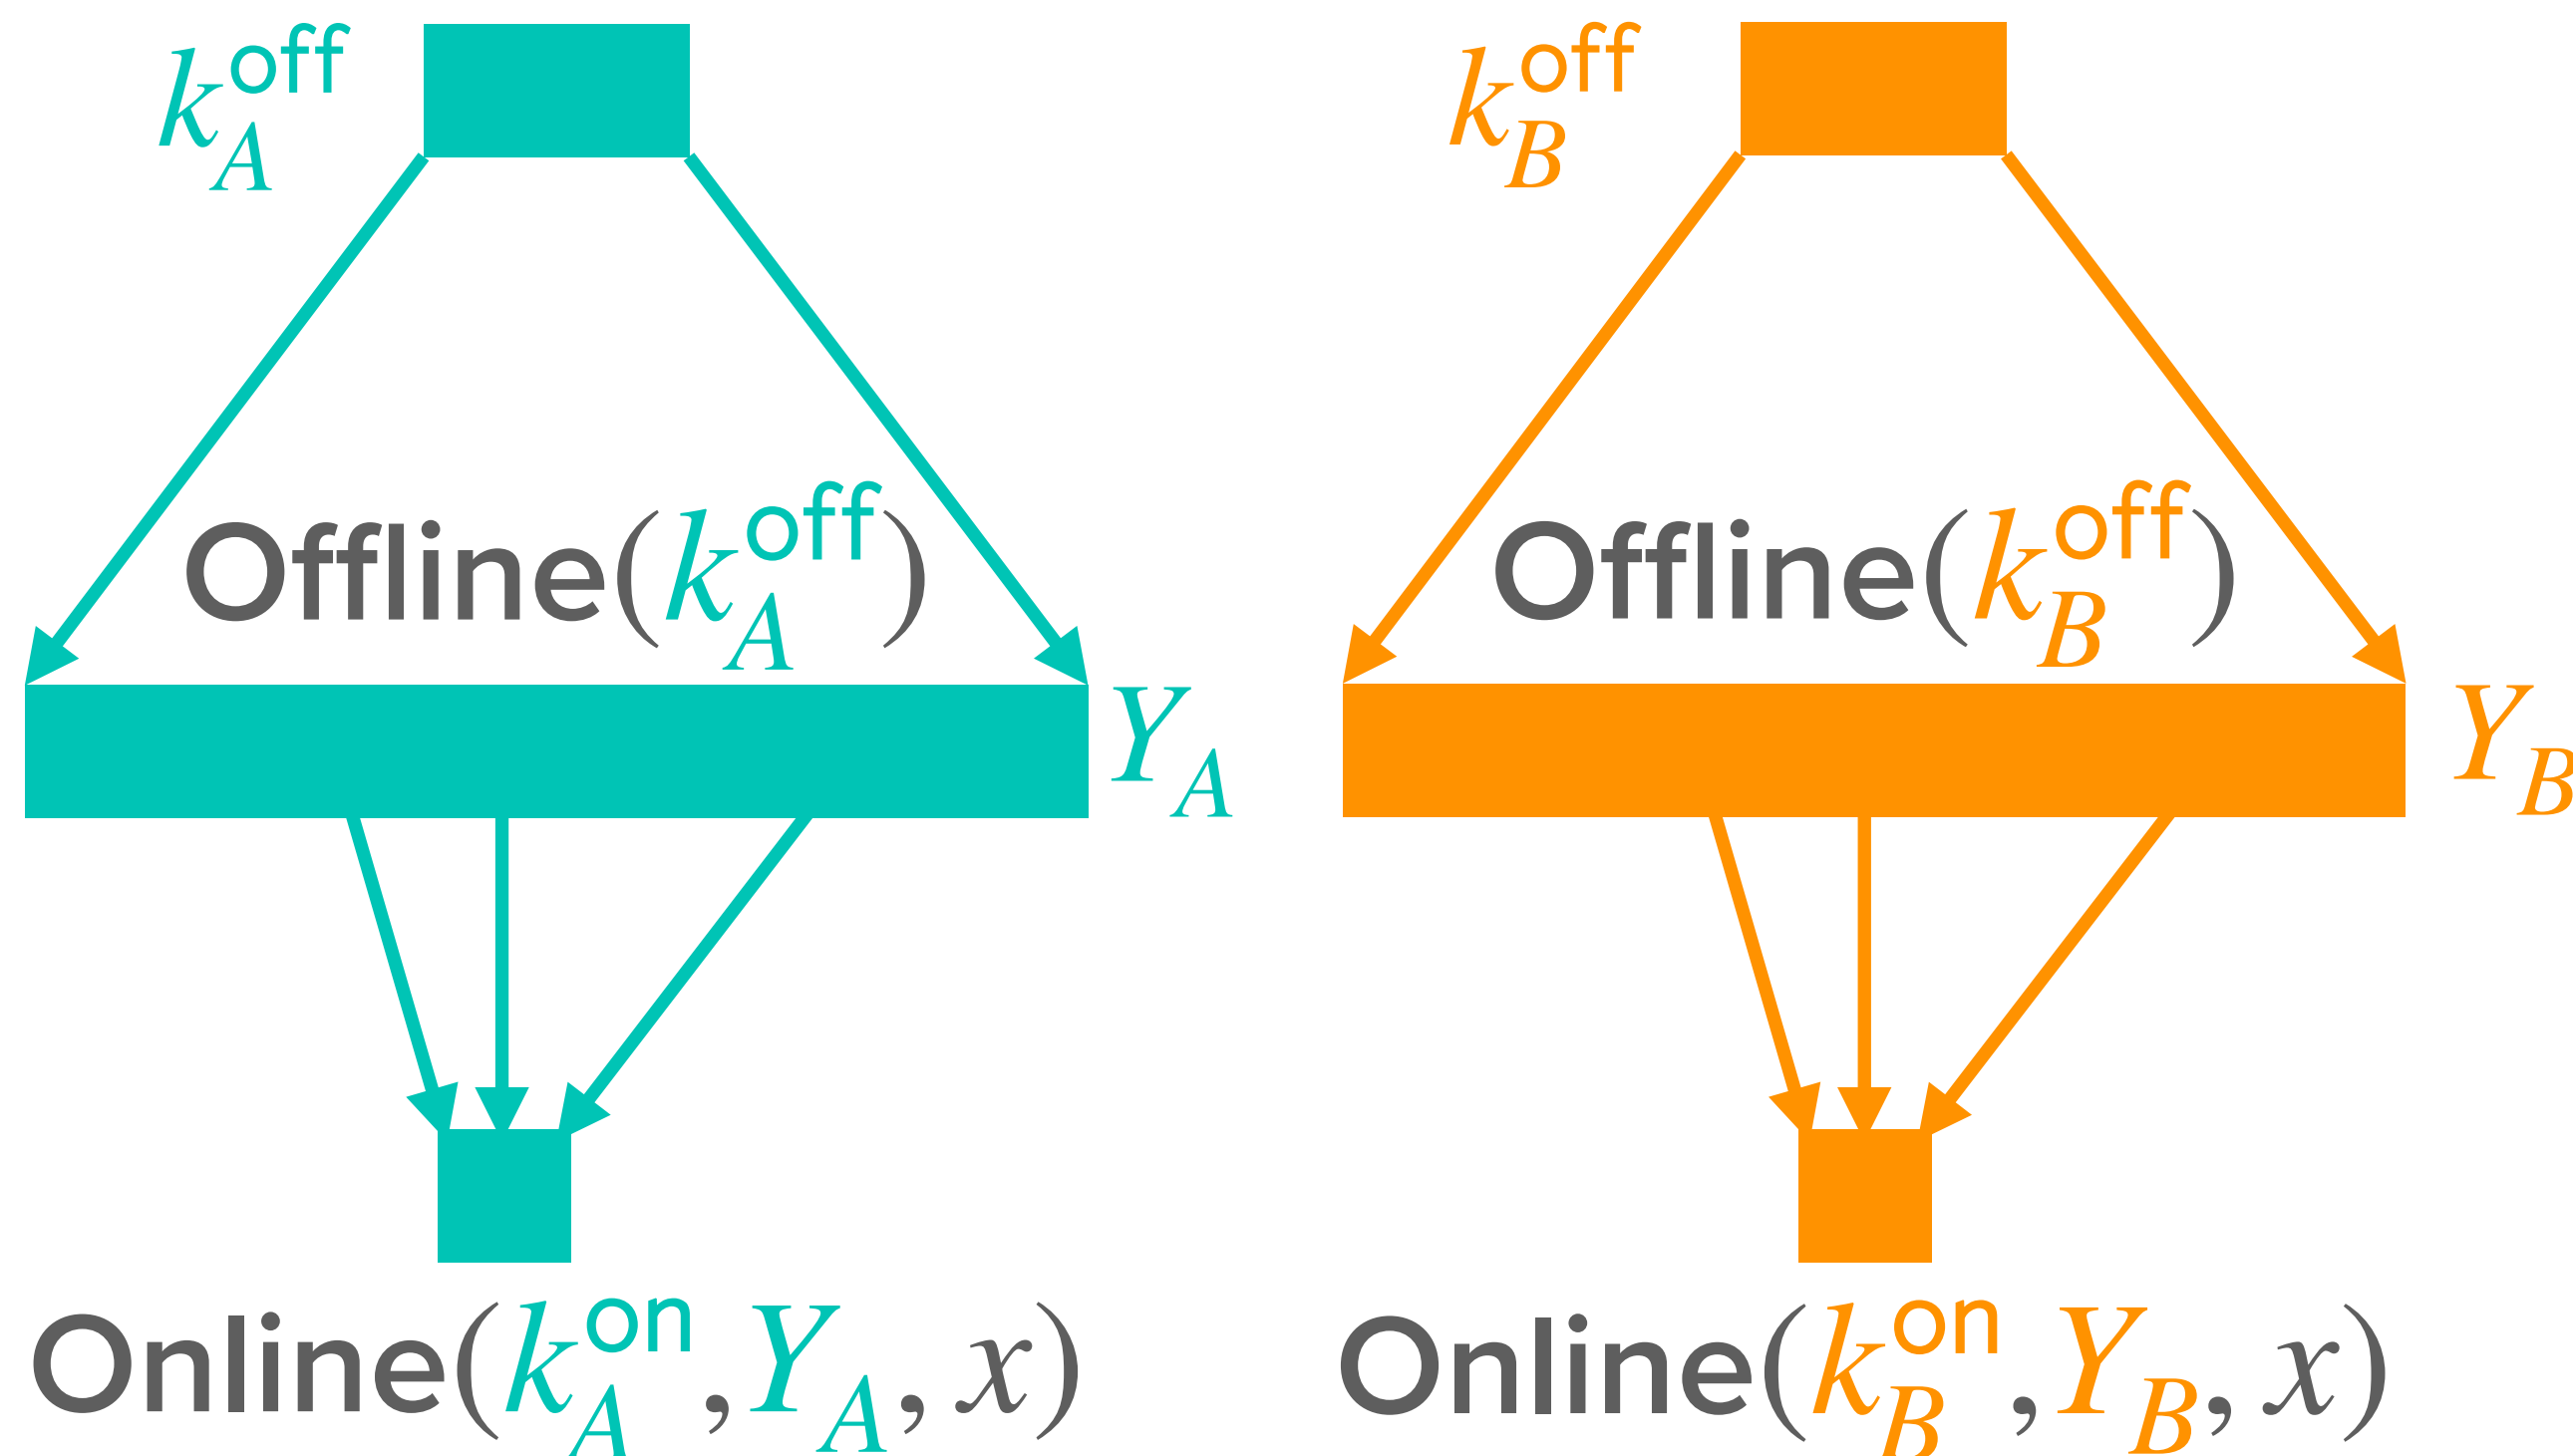 k_A^off k_B^off
Offline(k_A^off) Offline(k_B^off)
Y_A Y_B
Online(k_A^on, Y_A, x) Online(k_B^on, Y_B, x)